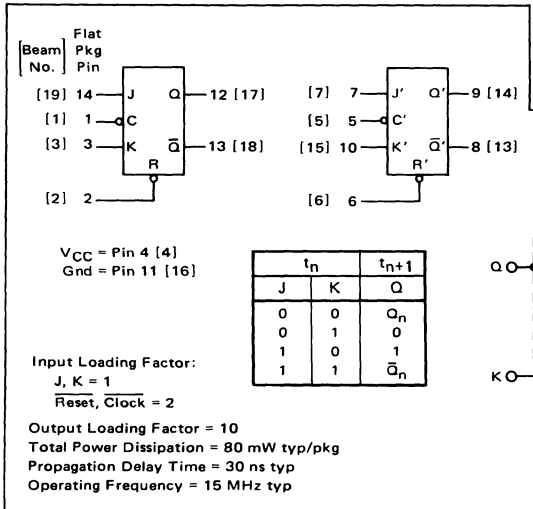 Flat
[Beam Pkg
No.] Pin
[19] 14 J Q 12 [17]
[1] 1 C
[3] 3 K Q̅ 13 [18]
R
[2] 2
[7] 7 J' Q' 9 [14]
[5] 5 C'
[15] 10 K' Q̅' 8 [13]
R'
[6] 6
VCC = Pin 4 [4]
Gnd = Pin 11 [16]
tn tn+1
J K Q
0 0 Qn
0 1 0
1 0 1
1 1 Q̅n
Q
K
Input Loading Factor:
J, K = 1
R̅e̅s̅e̅t̅, C̅l̅o̅c̅k̅ = 2
Output Loading Factor = 10
Total Power Dissipation = 80 mW typ/pkg
Propagation Delay Time = 30 ns typ
Operating Frequency = 15 MHz typ